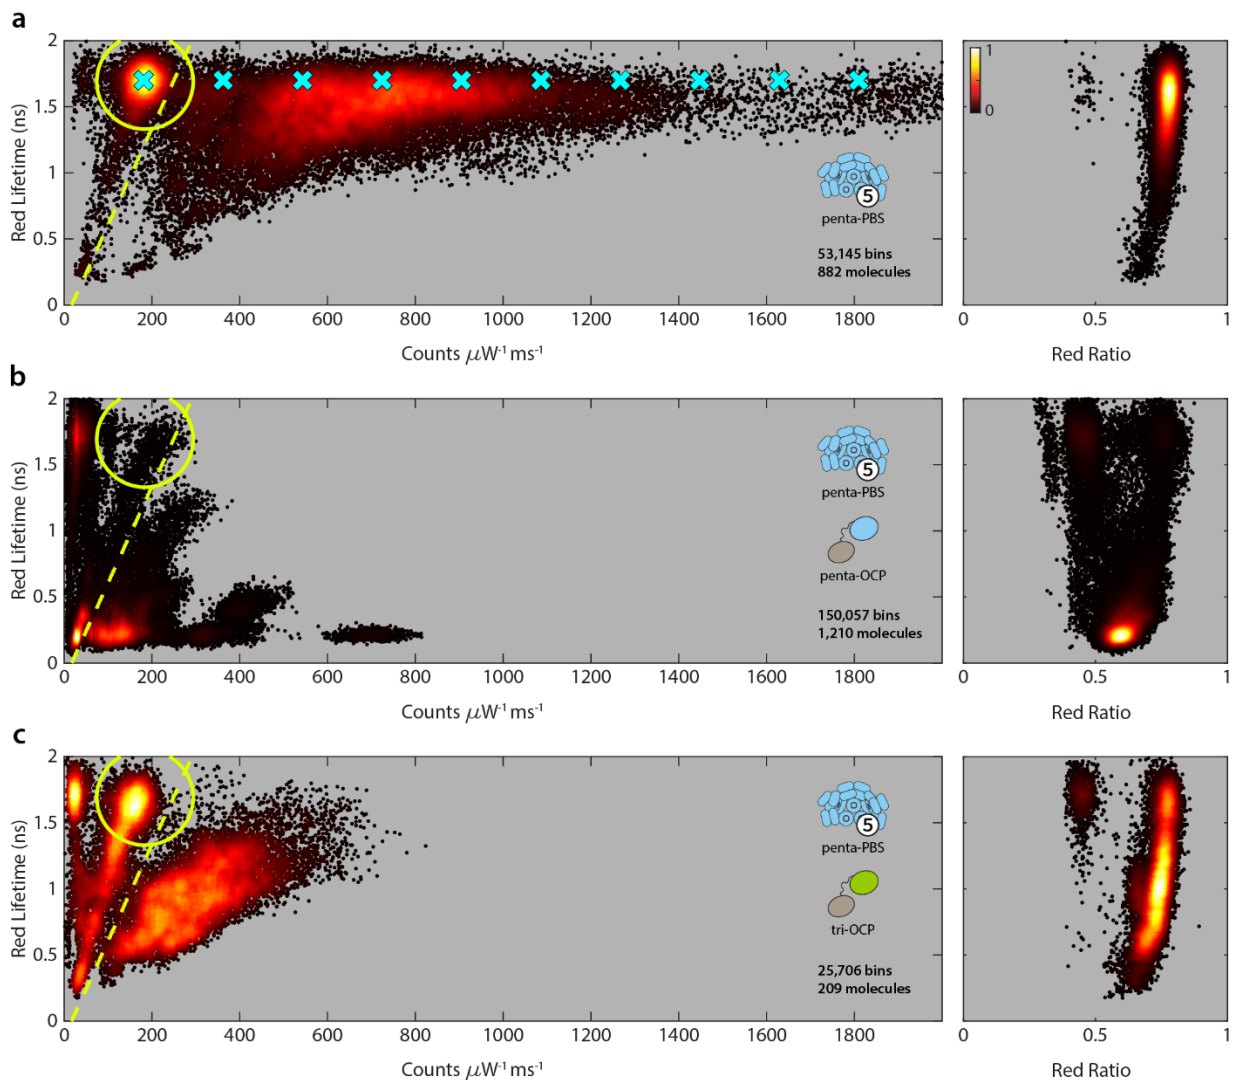 a
2
1.5
1
0.5
0
Red Lifetime (ns)
5
penta-PBS
53,145 bins
882 molecules
0 200 400 600 800 1000 1200 1400 1600 1800
Counts μW⁻¹ms⁻¹
1
0
0 0.5 1
Red Ratio
b
2
1.5
1
0.5
0
Red Lifetime (ns)
5
penta-PBS
penta-OCP
150,057 bins
1,210 molecules
0 200 400 600 800 1000 1200 1400 1600 1800
Counts μW⁻¹ms⁻¹
0 0.5 1
Red Ratio
c
2
1.5
1
0.5
0
Red Lifetime (ns)
5
penta-PBS
tri-OCP
25,706 bins
209 molecules
0 200 400 600 800 1000 1200 1400 1600 1800
Counts μW⁻¹ms⁻¹
0 0.5 1
Red Ratio